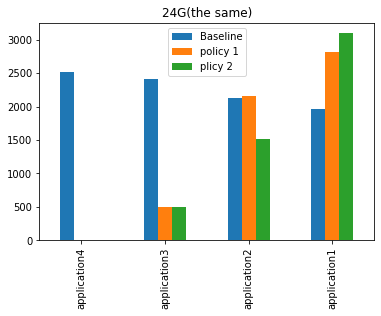 24G(the same)
Baseline
policy 1
plicy 2
3000
2500
2000
1500
1000
500
0
application4
application3
application2
application1